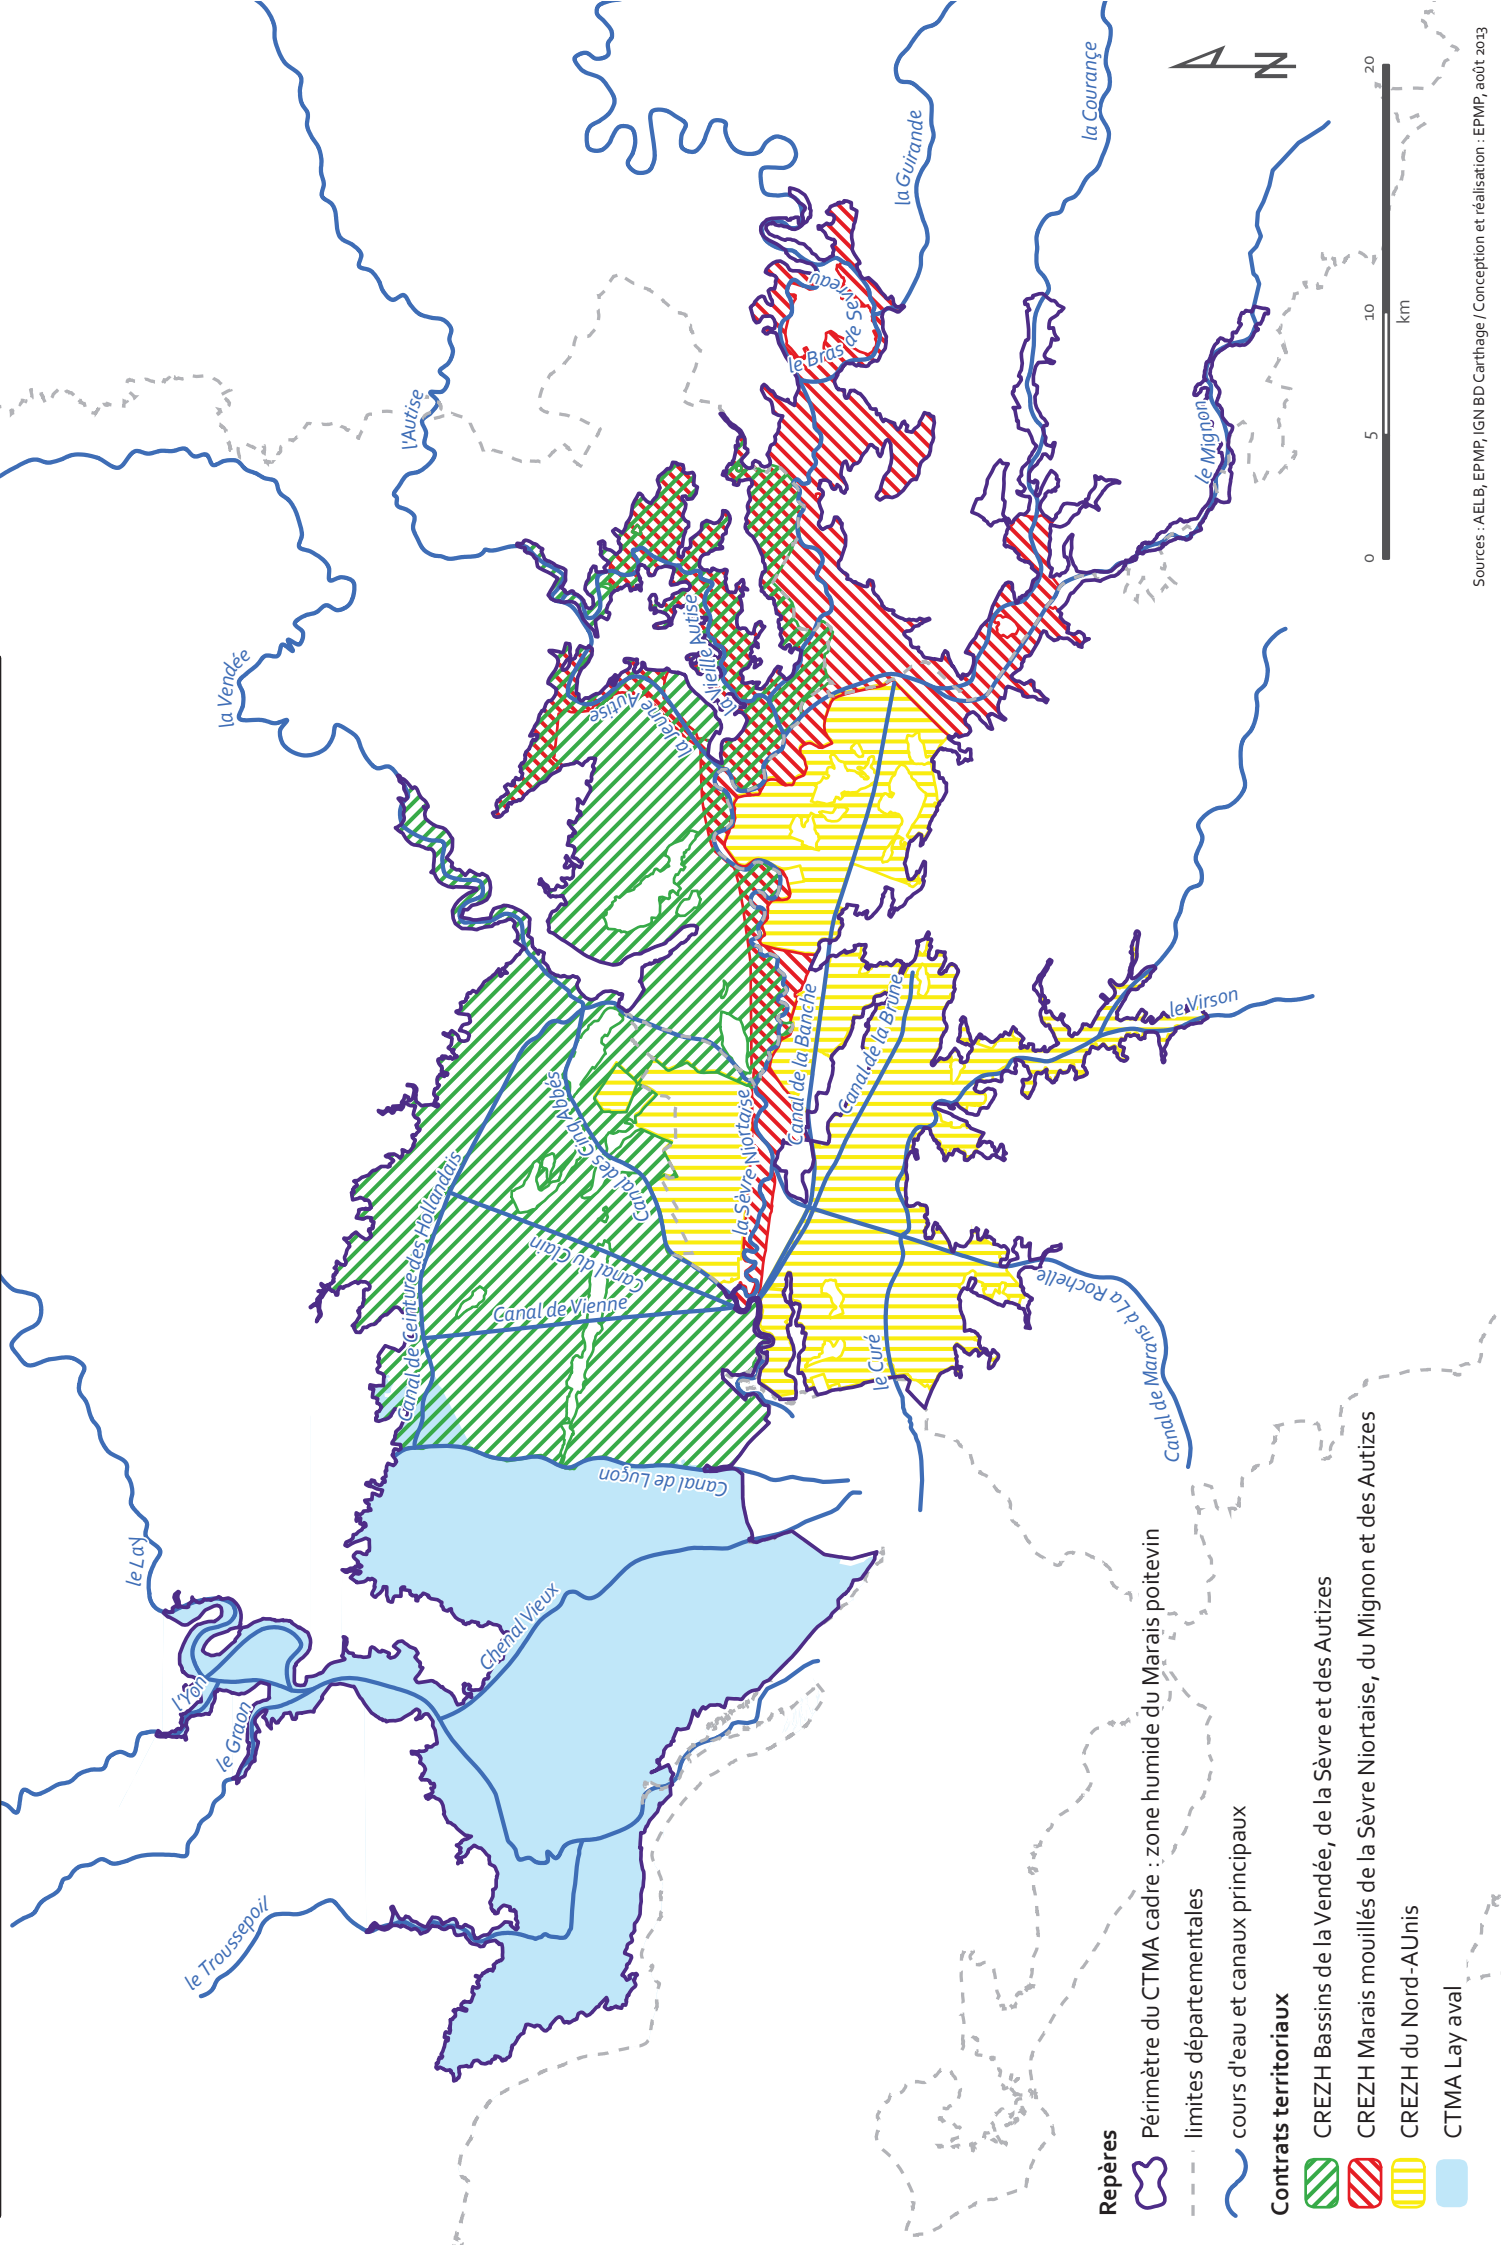 le Lay
l'Yon
le Graon
le Troussepoil
Chenal Vieux
Canal de Luçon
la Vendée
l'Autise
Canal de Ceinture des Hollandais
Canal de Vienne
Canal du Clain
Canal des Cinq Abbés
la Jeune Autise
la Vieille Autise
la Sèvre Niortaise
Canal de la Banche
Canal de la Brune
le Curé
Canal de Marans à La Rochelle
le Virson
le Bras de Sevreau
la Guirande
la Courance
le Mignon
N
0 5 10 20
km
Repères
Périmètre du CTMA cadre : zone humide du Marais poitevin
limites départementales
cours d'eau et canaux principaux
Contrats territoriaux
CREZH Bassins de la Vendée, de la Sèvre et des Autizes
CREZH Marais mouillés de la Sèvre Niortaise, du Mignon et des Autizes
CREZH du Nord-AUnis
CTMA Lay aval
Sources : AELB, EPMP, IGN BD Carthage / Conception et réalisation : EPMP, août 2013